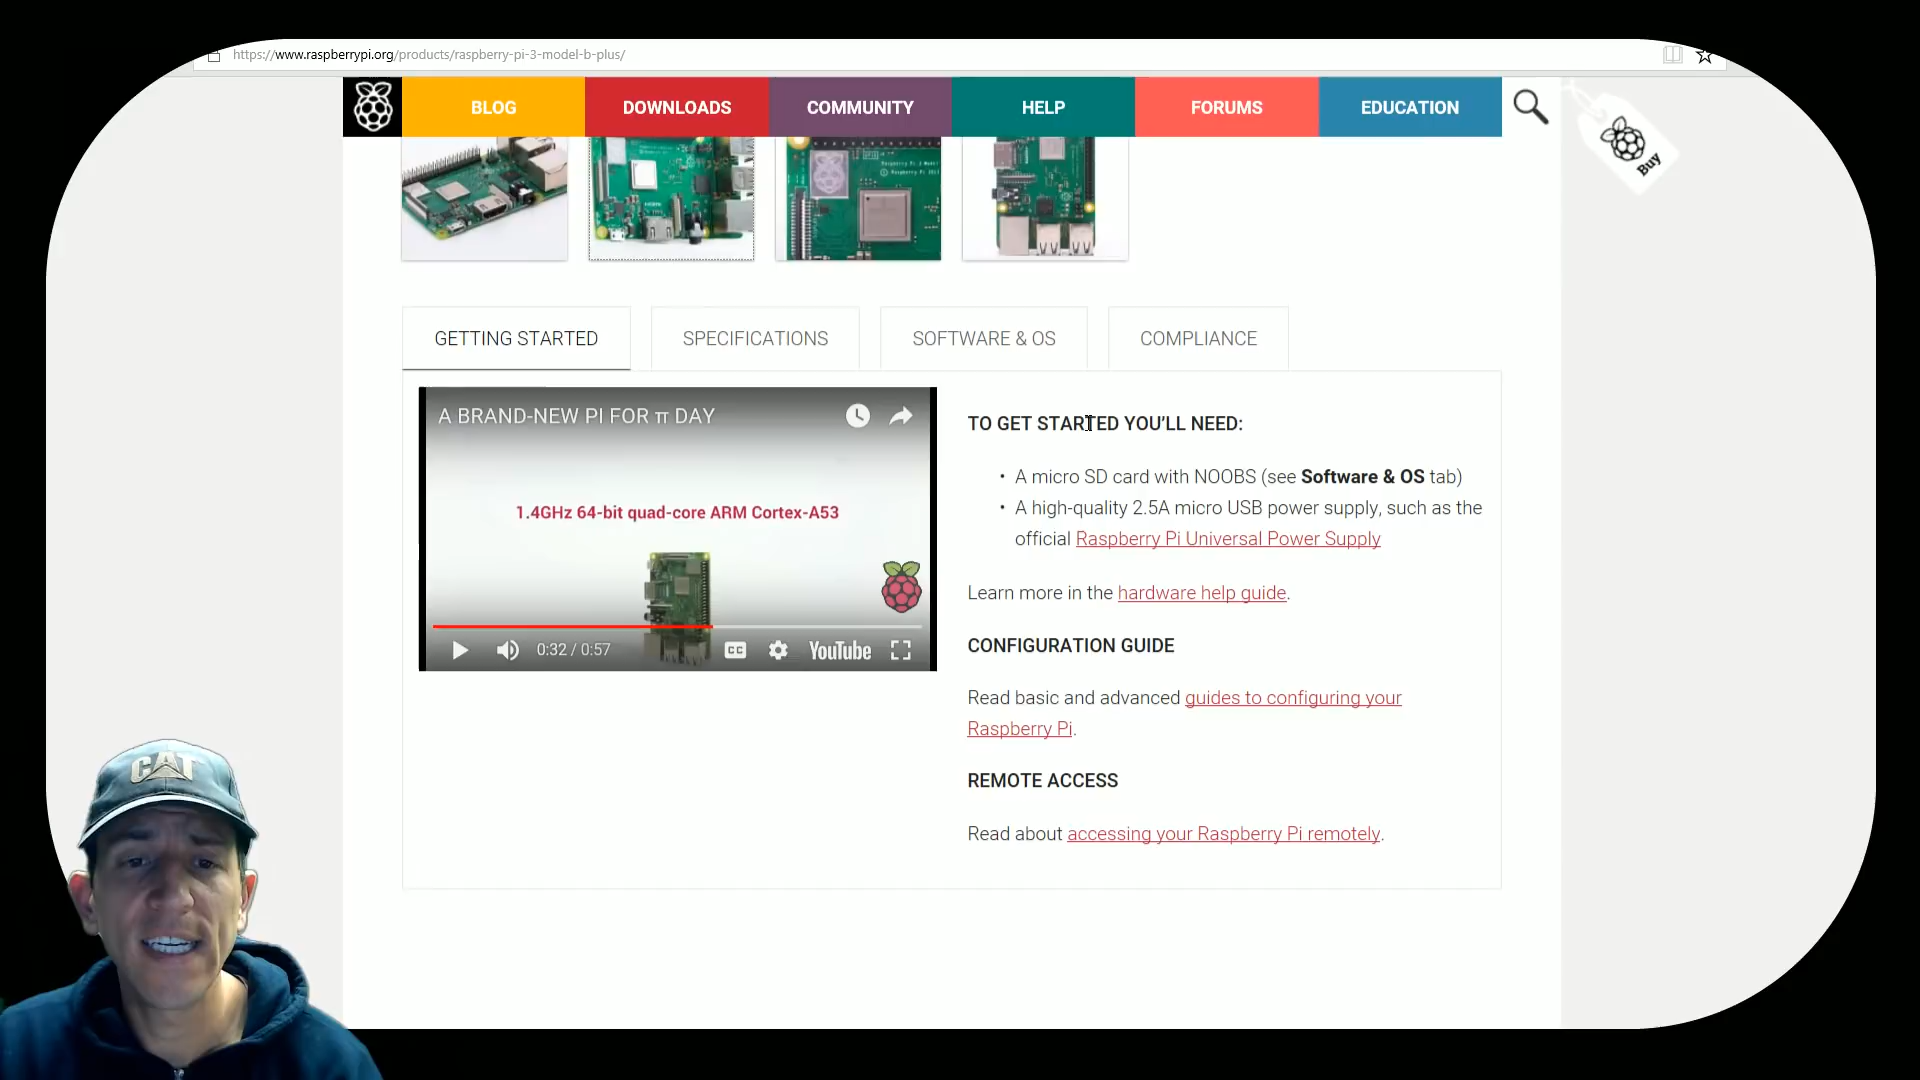 https://www.raspberrypi.org/products/raspberry-pi-3-model-b-plus/
BLOG
DOWNLOADS
COMMUNITY
HELP
FORUMS
EDUCATION
Buy
GETTING STARTED
SPECIFICATIONS
SOFTWARE & OS
COMPLIANCE
A BRAND-NEW PI FOR π DAY
1.4GHz 64-bit quad-core ARM Cortex-A53
0:32 / 0:57
CC
YouTube
TO GET STARTED YOU'LL NEED:
• A micro SD card with NOOBS (see Software & OS tab)
• A high-quality 2.5A micro USB power supply, such as the
official Raspberry Pi Universal Power Supply
Learn more in the hardware help guide.
CONFIGURATION GUIDE
Read basic and advanced guides to configuring your
Raspberry Pi.
REMOTE ACCESS
Read about accessing your Raspberry Pi remotely.
CAT